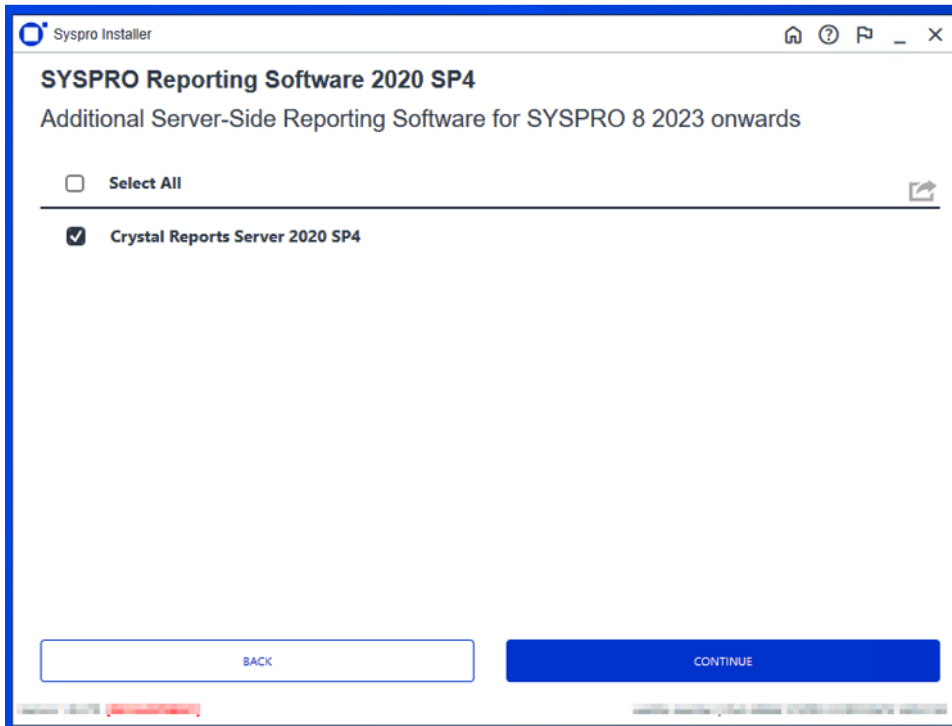 Syspro Installer
SYSPRO Reporting Software 2020 SP4
Additional Server-Side Reporting Software for SYSPRO 8 2023 onwards
Select All
Crystal Reports Server 2020 SP4
BACK
CONTINUE